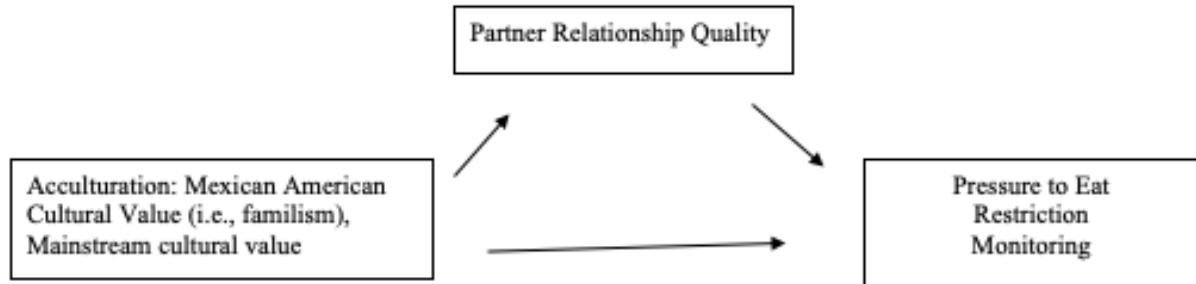 Partner Relationship Quality
Acculturation: Mexican American
Cultural Value (i.e., familism),
Mainstream cultural value
Pressure to Eat
Restriction
Monitoring